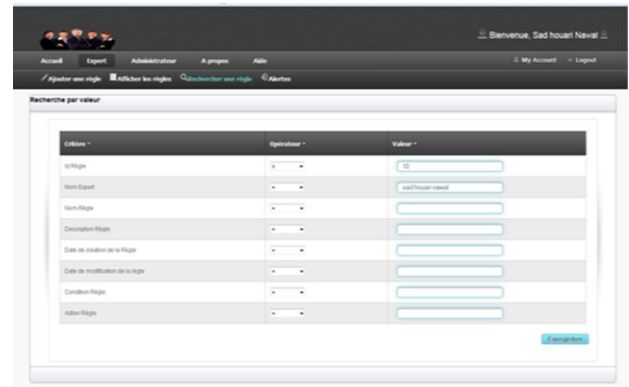 Bienvenue, Sad houari Nawal
Accueil Expert Administrateur A propos Aide My Account Logout
Ajouter une règle Afficher les règles Rechercher une règle Alertes
Recherche par valeur
Critère Opérateur Valeur
Id Règle > 10
Nom Expert = sad houari nawal
Nom Règle =
Description Règle =
Date de création de la Règle =
Date de modification de la règle =
Condition Règle =
Action Règle =
Enregistrer